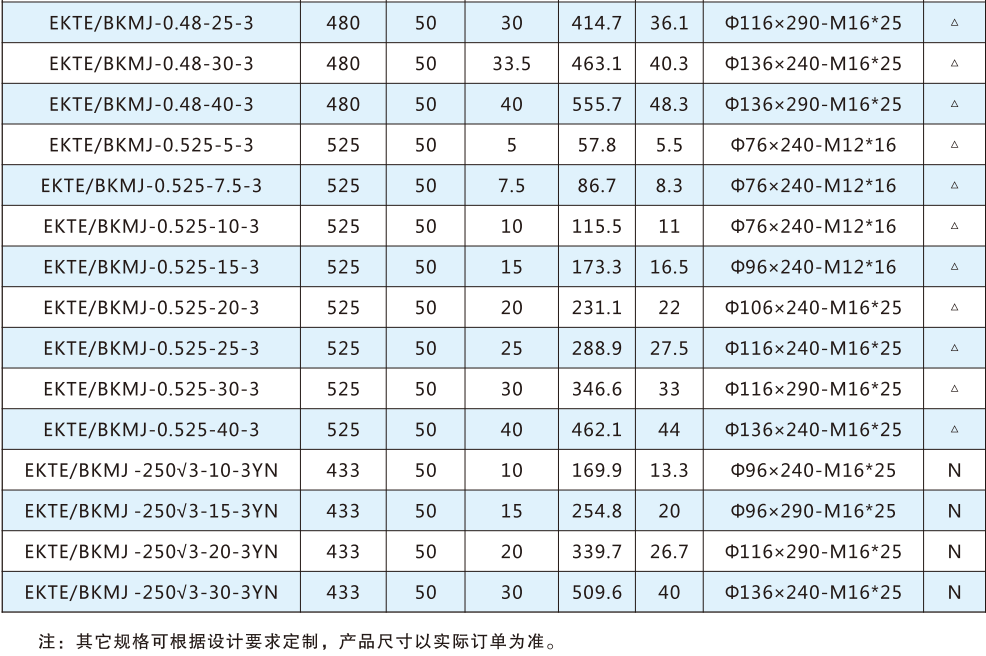 EKTE/BKMJ-0.48-25-3 480 50 30 414.7 36.1 Φ116×290-M16*25 △
EKTE/BKMJ-0.48-30-3 480 50 33.5 463.1 40.3 Φ136×240-M16*25 △
EKTE/BKMJ-0.48-40-3 480 50 40 555.7 48.3 Φ136×290-M16*25 △
EKTE/BKMJ-0.525-5-3 525 50 5 57.8 5.5 Φ76×240-M12*16 △
EKTE/BKMJ-0.525-7.5-3 525 50 7.5 86.7 8.3 Φ76×240-M12*16 △
EKTE/BKMJ-0.525-10-3 525 50 10 115.5 11 Φ76×240-M12*16 △
EKTE/BKMJ-0.525-15-3 525 50 15 173.3 16.5 Φ96×240-M12*16 △
EKTE/BKMJ-0.525-20-3 525 50 20 231.1 22 Φ106×240-M16*25 △
EKTE/BKMJ-0.525-25-3 525 50 25 288.9 27.5 Φ116×240-M16*25 △
EKTE/BKMJ-0.525-30-3 525 50 30 346.6 33 Φ116×290-M16*25 △
EKTE/BKMJ-0.525-40-3 525 50 40 462.1 44 Φ136×240-M16*25 △
EKTE/BKMJ -250√3-10-3YN 433 50 10 169.9 13.3 Φ96×240-M16*25 N
EKTE/BKMJ -250√3-15-3YN 433 50 15 254.8 20 Φ96×290-M16*25 N
EKTE/BKMJ -250√3-20-3YN 433 50 20 339.7 26.7 Φ116×290-M16*25 N
EKTE/BKMJ -250√3-30-3YN 433 50 30 509.6 40 Φ136×240-M16*25 N
注：其它规格可根据设计要求定制，产品尺寸以实际订单为准。